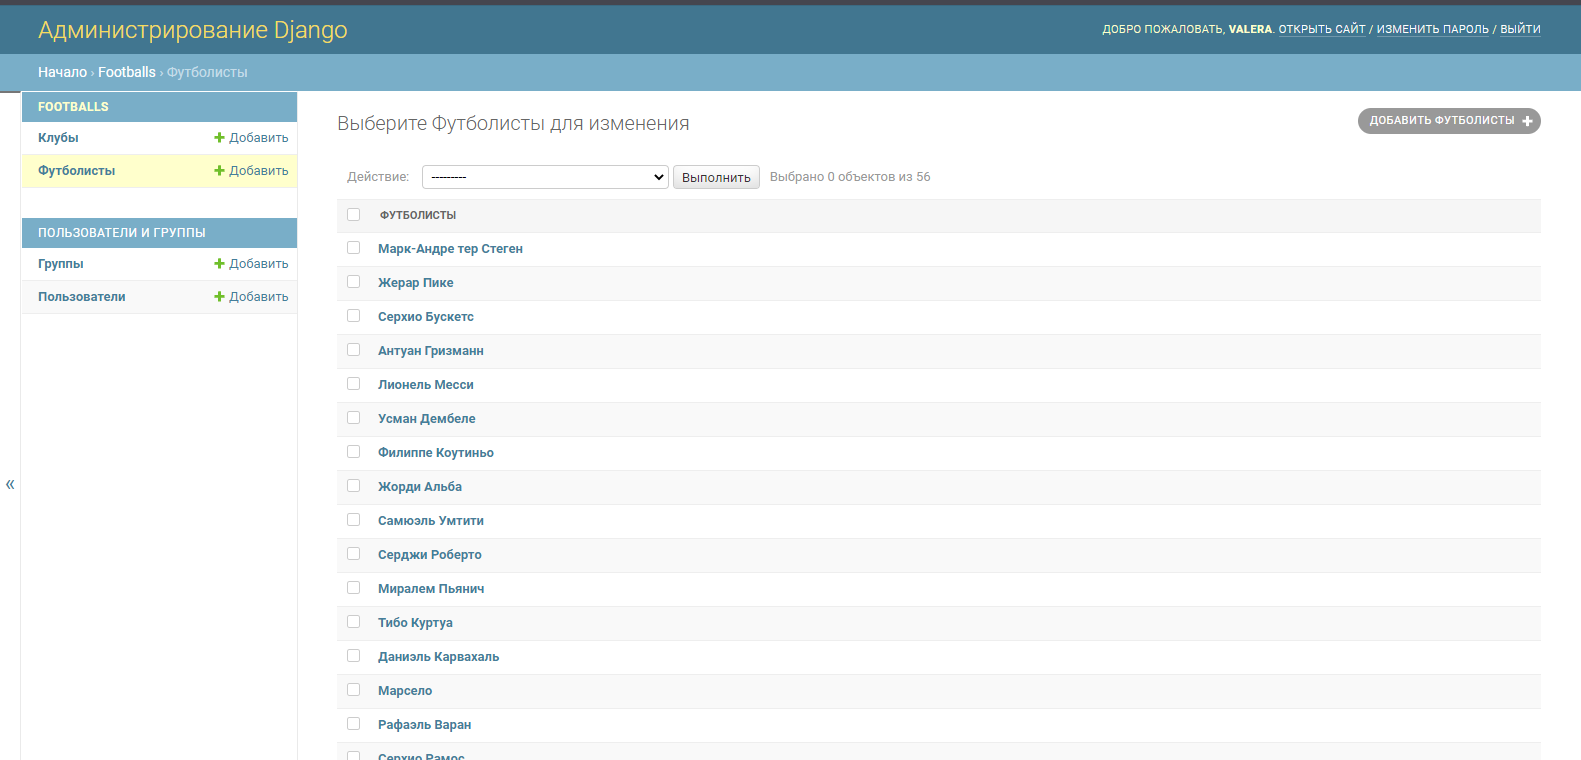 Администрирование Django
ДОБРО ПОЖАЛОВАТЬ, VALERA. ОТКРЫТЬ САЙТ / ИЗМЕНИТЬ ПАРОЛЬ / ВЫЙТИ
Начало › Footballs › Футболисты
FOOTBALLS
Клубы + Добавить
Футболисты + Добавить
ПОЛЬЗОВАТЕЛИ И ГРУППЫ
Группы + Добавить
Пользователи + Добавить
«
Выберите Футболисты для изменения
ДОБАВИТЬ ФУТБОЛИСТЫ +
Действие: --------- Выполнить Выбрано 0 объектов из 56
ФУТБОЛИСТЫ
Марк-Андре тер Стеген
Жерар Пике
Серхио Бускетс
Антуан Гризманн
Лионель Месси
Усман Дембеле
Филиппе Коутиньо
Жорди Альба
Самюэль Умтити
Серджи Роберто
Миралем Пьянич
Тибо Куртуа
Даниэль Карвахаль
Марсело
Рафаэль Варан
Серхио Рамос